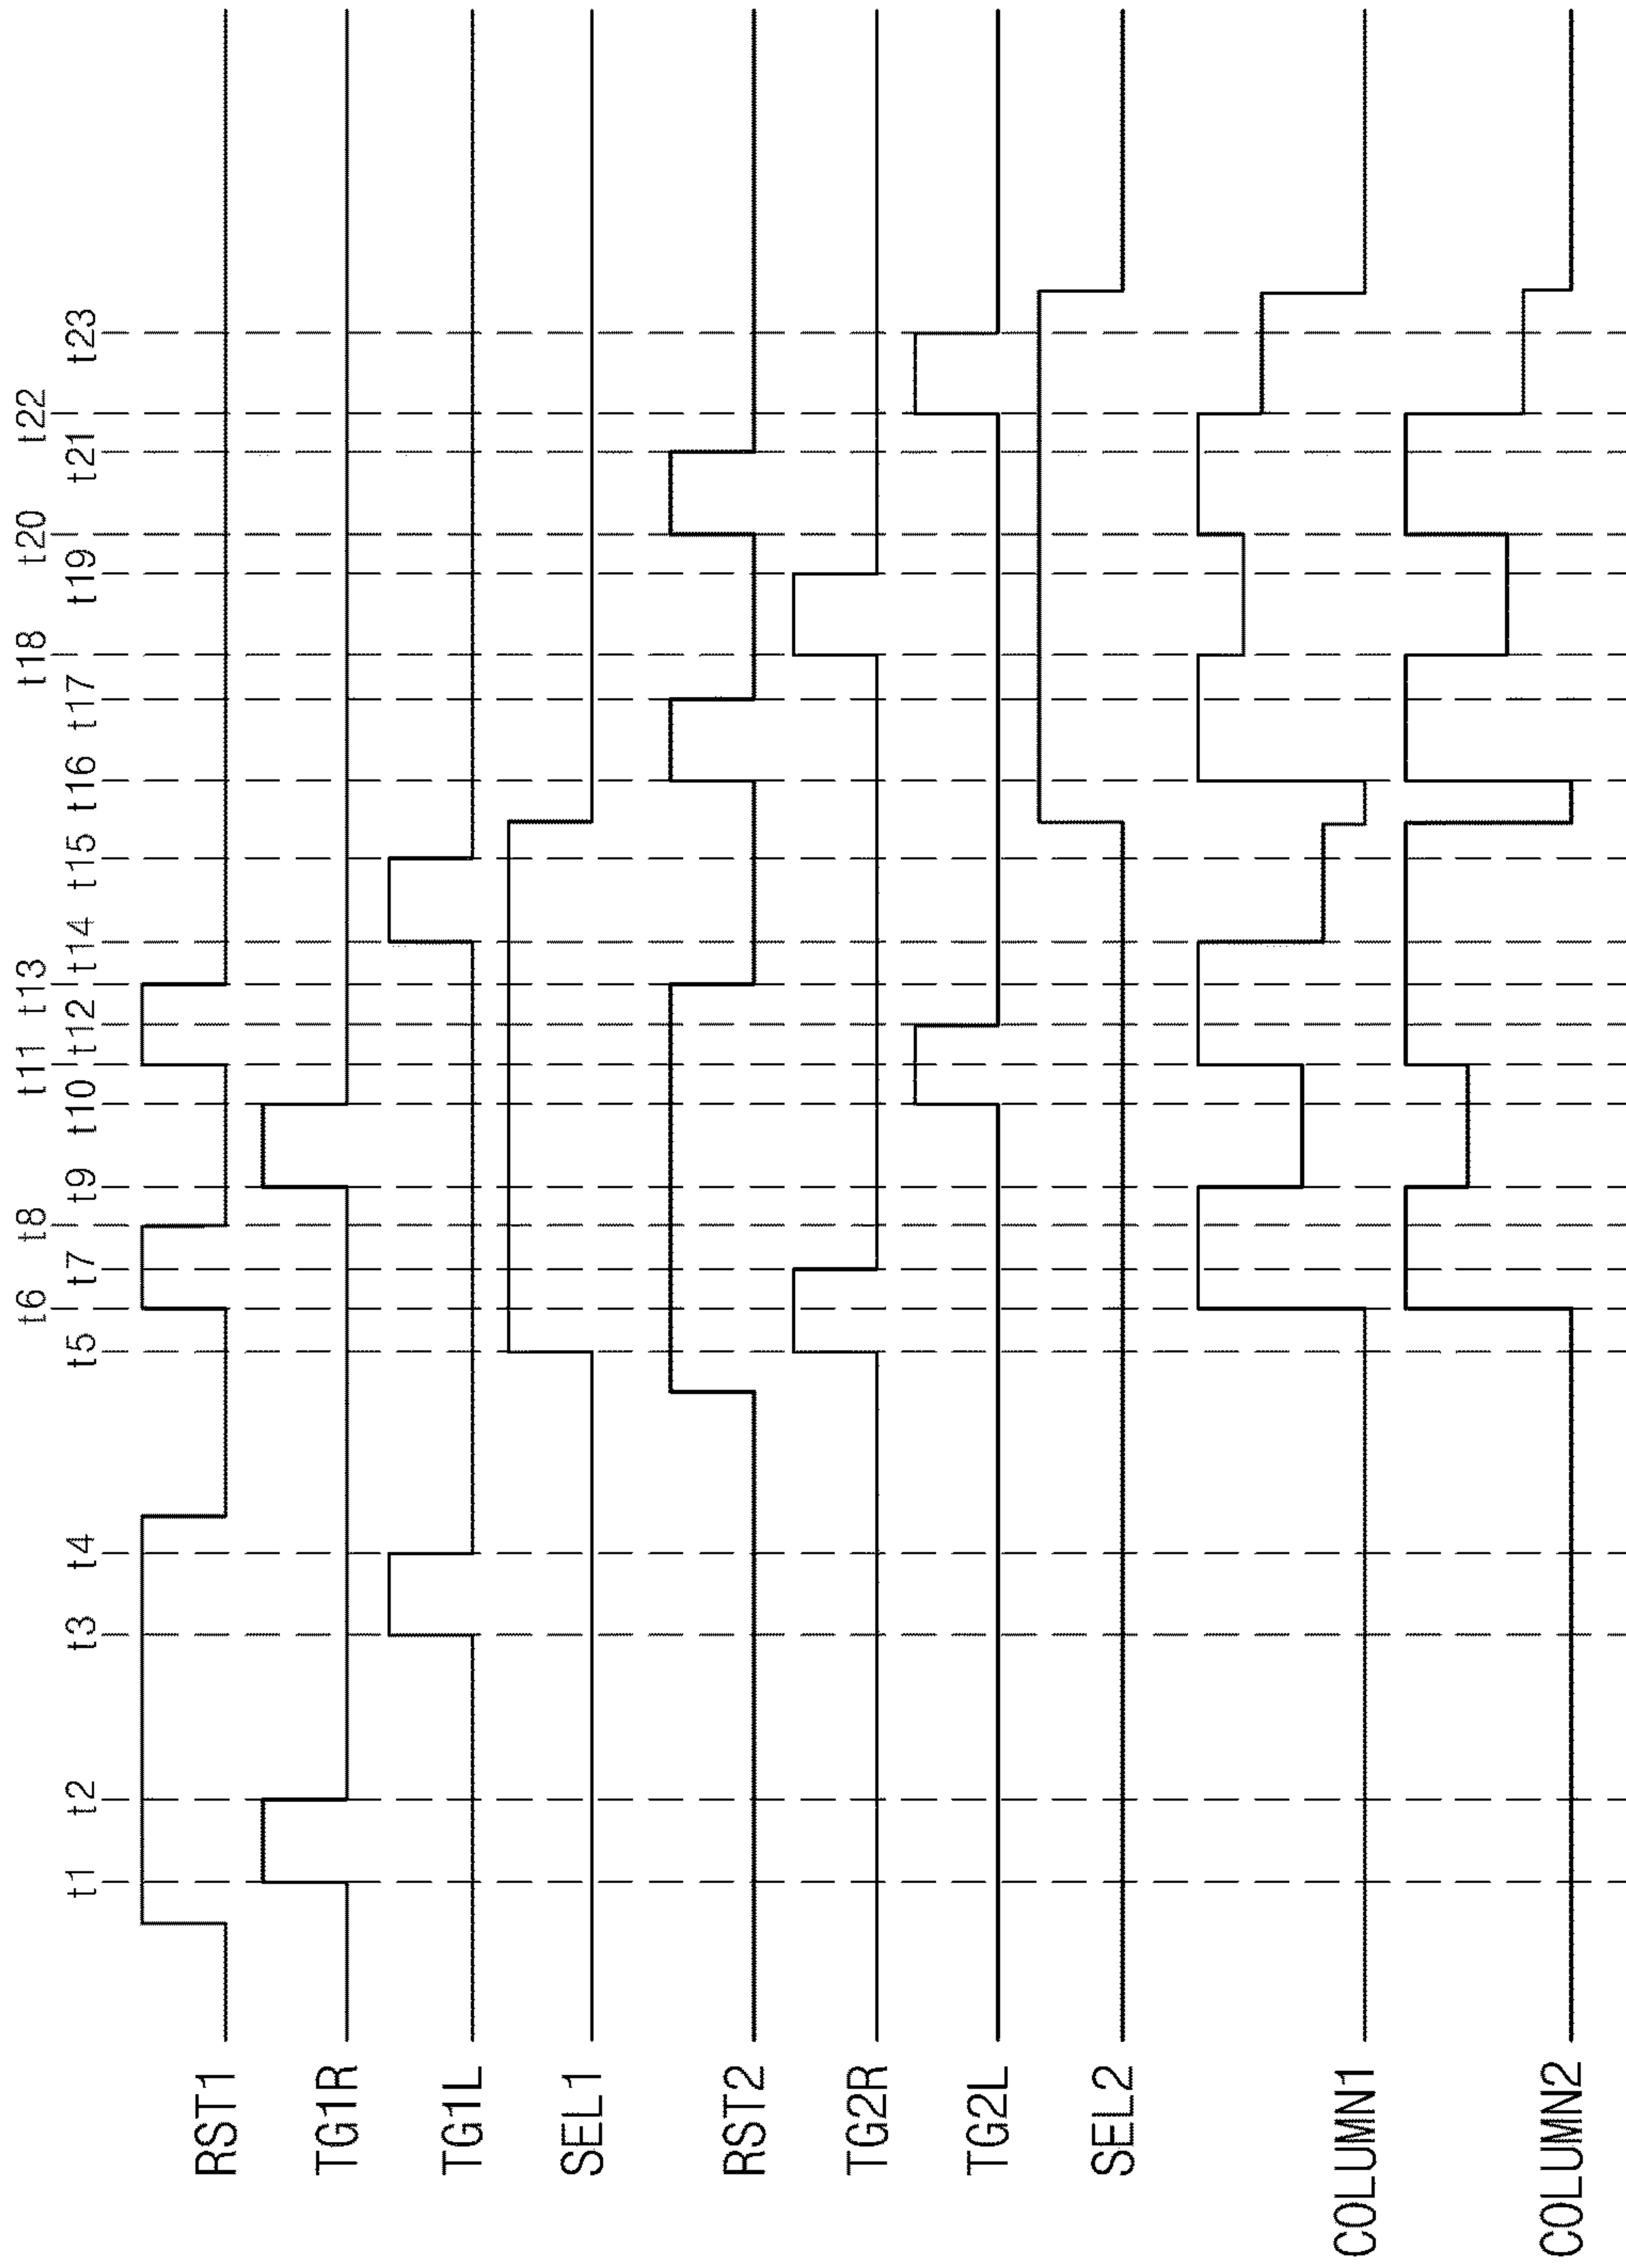 t1
t2
t3
t4
t5
t6
t7
t8
t9
t10
t11
t12
t13
t14
t15
t16
t17
t18
t19
t20
t21
t22
t23
RST1
TG1R
TG1L
SEL1
RST2
TG2R
TG2L
SEL2
COLUMN1
COLUMN2